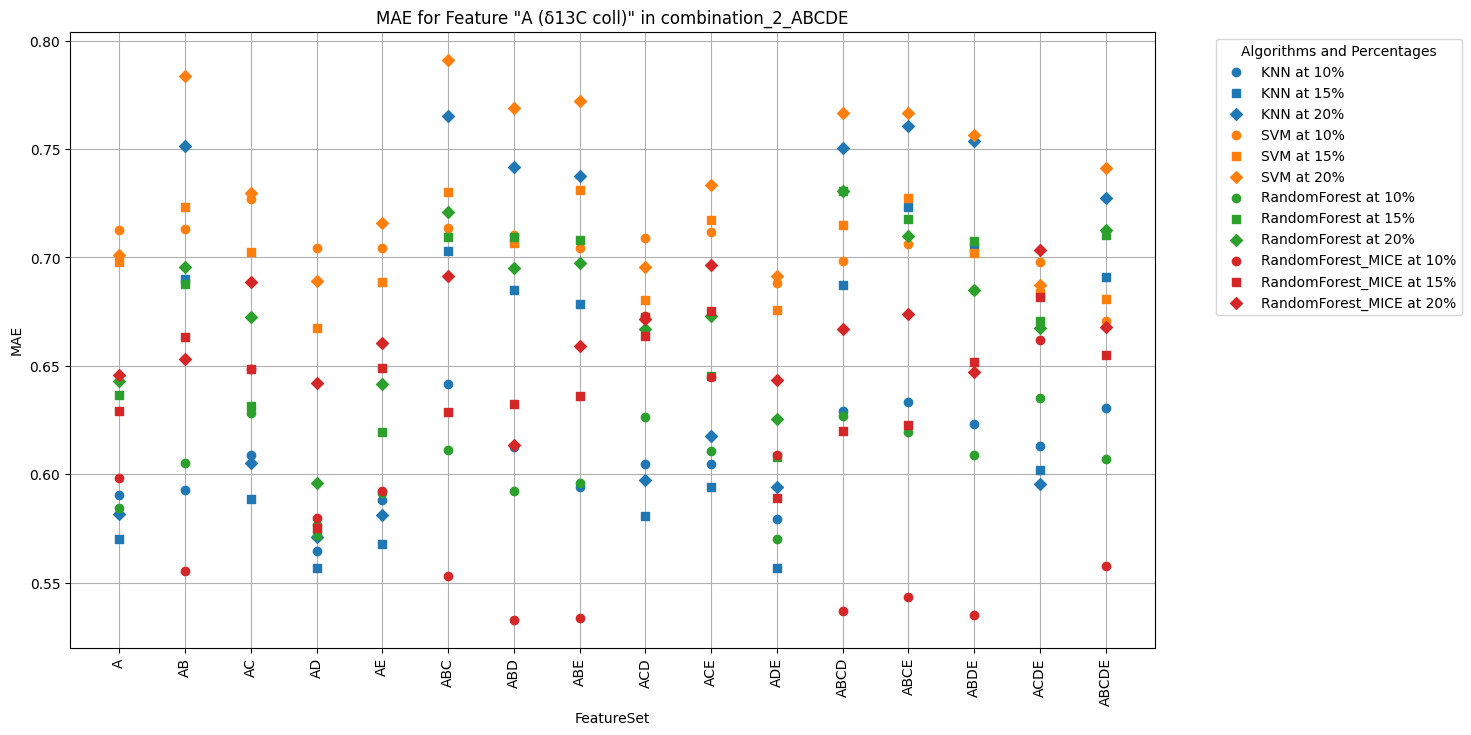 MAE for Feature "A (δ13C coll)" in combination_2_ABCDE
MAE
0.80
0.75
0.70
0.65
0.60
0.55
A
AB
AC
AD
AE
ABC
ABD
ABE
ACD
ACE
ADE
ABCD
ABCE
ABDE
ACDE
ABCDE
FeatureSet
Algorithms and Percentages
KNN at 10%
KNN at 15%
KNN at 20%
SVM at 10%
SVM at 15%
SVM at 20%
RandomForest at 10%
RandomForest at 15%
RandomForest at 20%
RandomForest_MICE at 10%
RandomForest_MICE at 15%
RandomForest_MICE at 20%